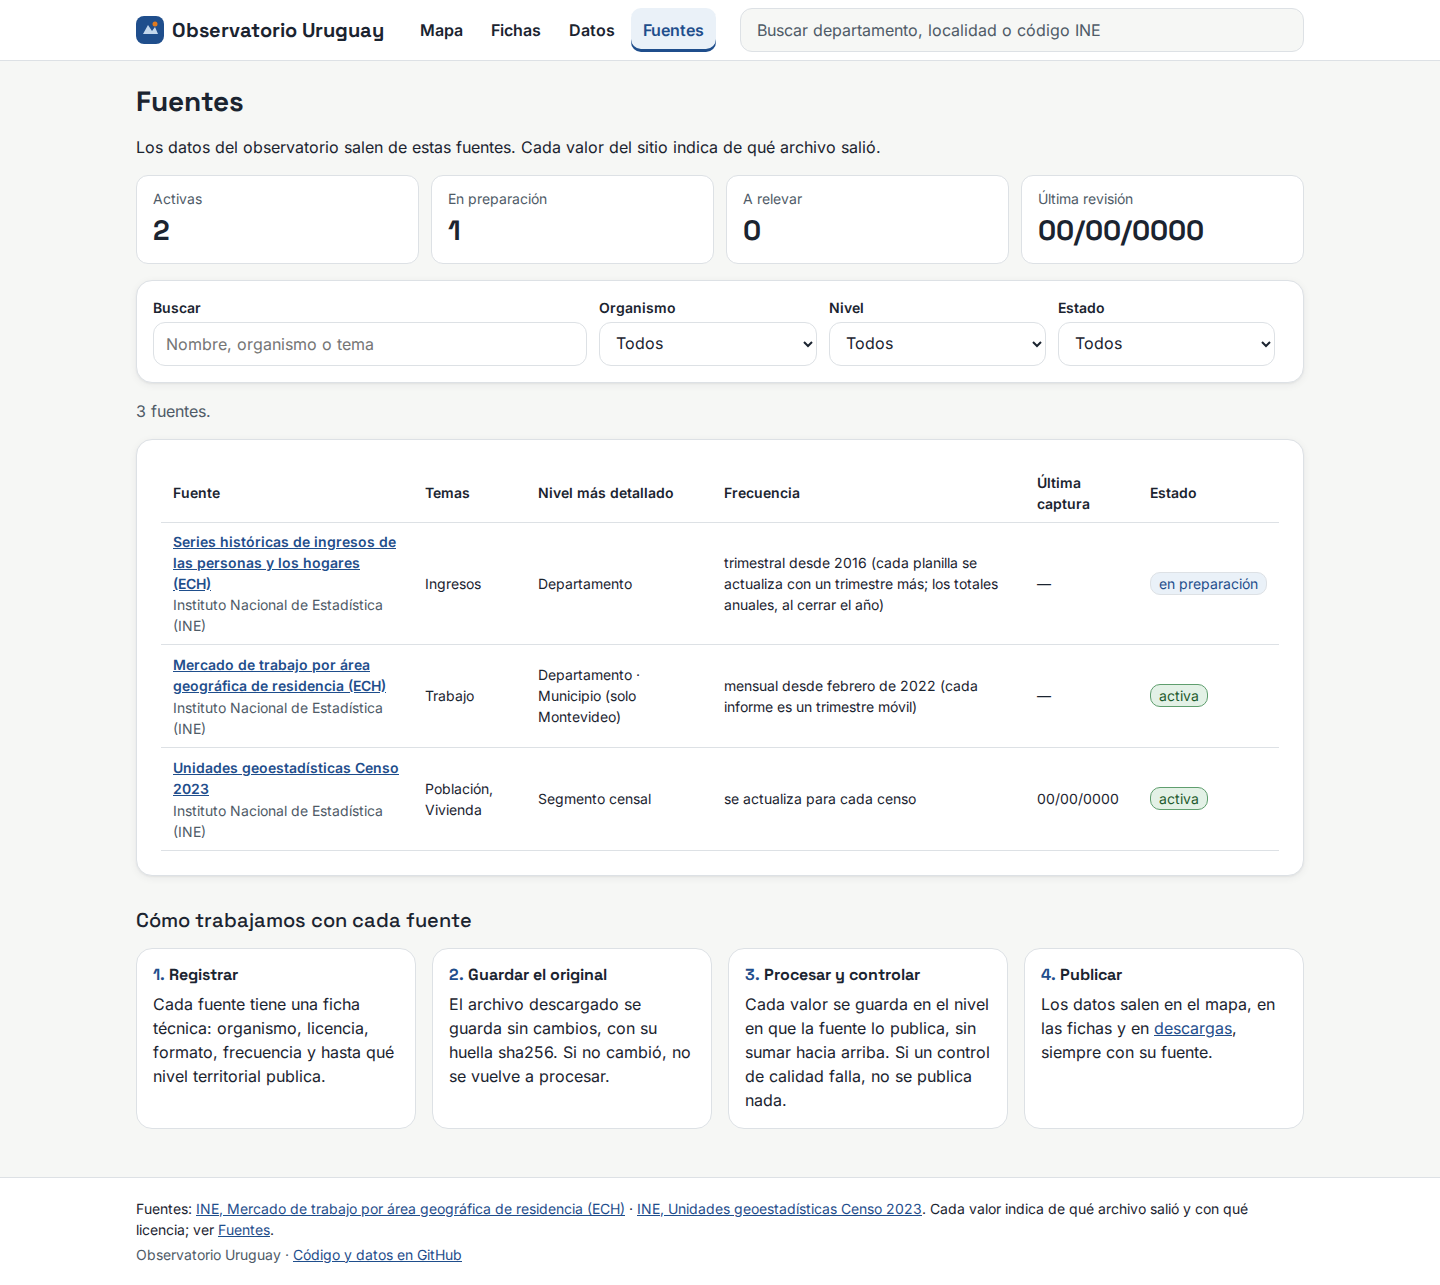 Observatorio Uruguay
Mapa
Fichas
Datos
Fuentes
Buscar departamento, localidad o código INE
Fuentes
Los datos del observatorio salen de estas fuentes. Cada valor del sitio indica de qué archivo salió.
Activas
2
En preparación
1
A relevar
0
Última revisión
00/00/0000
Buscar
Nombre, organismo o tema
Organismo
Todos
Nivel
Todos
Estado
Todos
3 fuentes.
Fuente
Temas
Nivel más detallado
Frecuencia
Última
captura
Estado
Series históricas de ingresos de
las personas y los hogares
(ECH)
Instituto Nacional de Estadística
(INE)
Ingresos
Departamento
trimestral desde 2016 (cada planilla se
actualiza con un trimestre más; los totales
anuales, al cerrar el año)
—
en preparación
Mercado de trabajo por área
geográfica de residencia (ECH)
Instituto Nacional de Estadística
(INE)
Trabajo
Departamento ·
Municipio (solo
Montevideo)
mensual desde febrero de 2022 (cada
informe es un trimestre móvil)
—
activa
Unidades geoestadísticas Censo
2023
Instituto Nacional de Estadística
(INE)
Población,
Vivienda
Segmento censal
se actualiza para cada censo
00/00/0000
activa
Cómo trabajamos con cada fuente
1. Registrar
Cada fuente tiene una ficha
técnica: organismo, licencia,
formato, frecuencia y hasta qué
nivel territorial publica.
2. Guardar el original
El archivo descargado se
guarda sin cambios, con su
huella sha256. Si no cambió, no
se vuelve a procesar.
3. Procesar y controlar
Cada valor se guarda en el nivel
en que la fuente lo publica, sin
sumar hacia arriba. Si un control
de calidad falla, no se publica
nada.
4. Publicar
Los datos salen en el mapa, en
las fichas y en descargas,
siempre con su fuente.
Fuentes: INE, Mercado de trabajo por área geográfica de residencia (ECH) · INE, Unidades geoestadísticas Censo 2023. Cada valor indica de qué archivo salió y con qué
licencia; ver Fuentes.
Observatorio Uruguay · Código y datos en GitHub